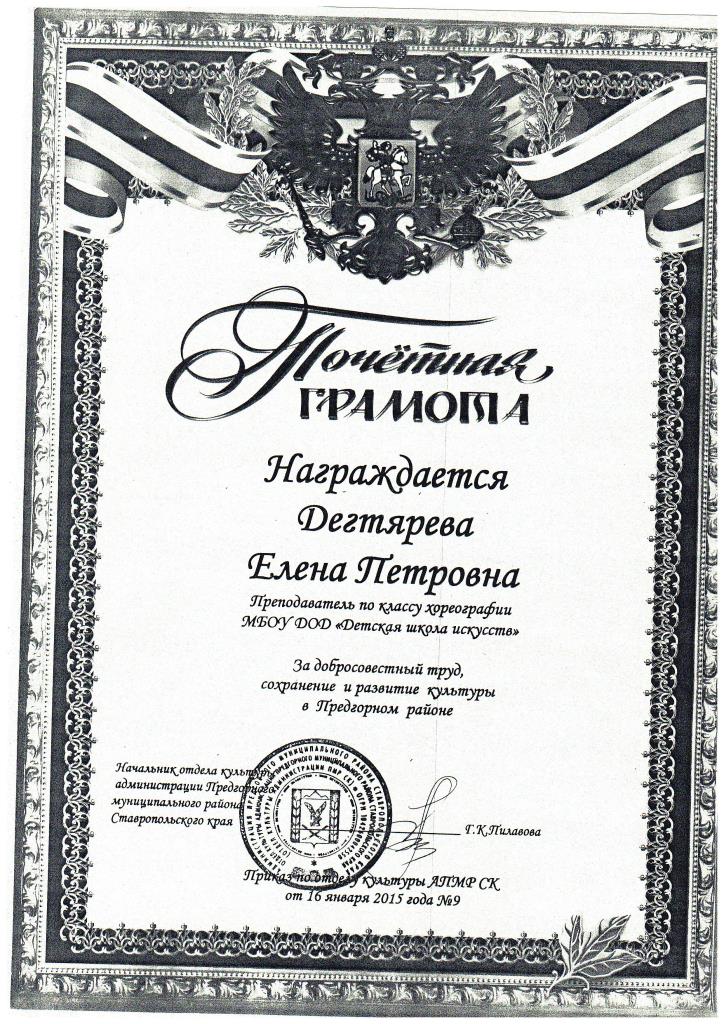 Почётная
ГРАМОТА
Награждается
Дегтярева
Елена Петровна
Преподаватель по классу хореографии
МБОУ ДОД «Детская школа искусств»
За добросовестный труд,
сохранение и развитие культуры
в Предгорном районе
Начальник отдела культуры
администрации Предгорного
муниципального района
Ставропольского края
Г.К.Пилавова
Приказ по отделу культуры АПМР СК
от 16 января 2015 года №9